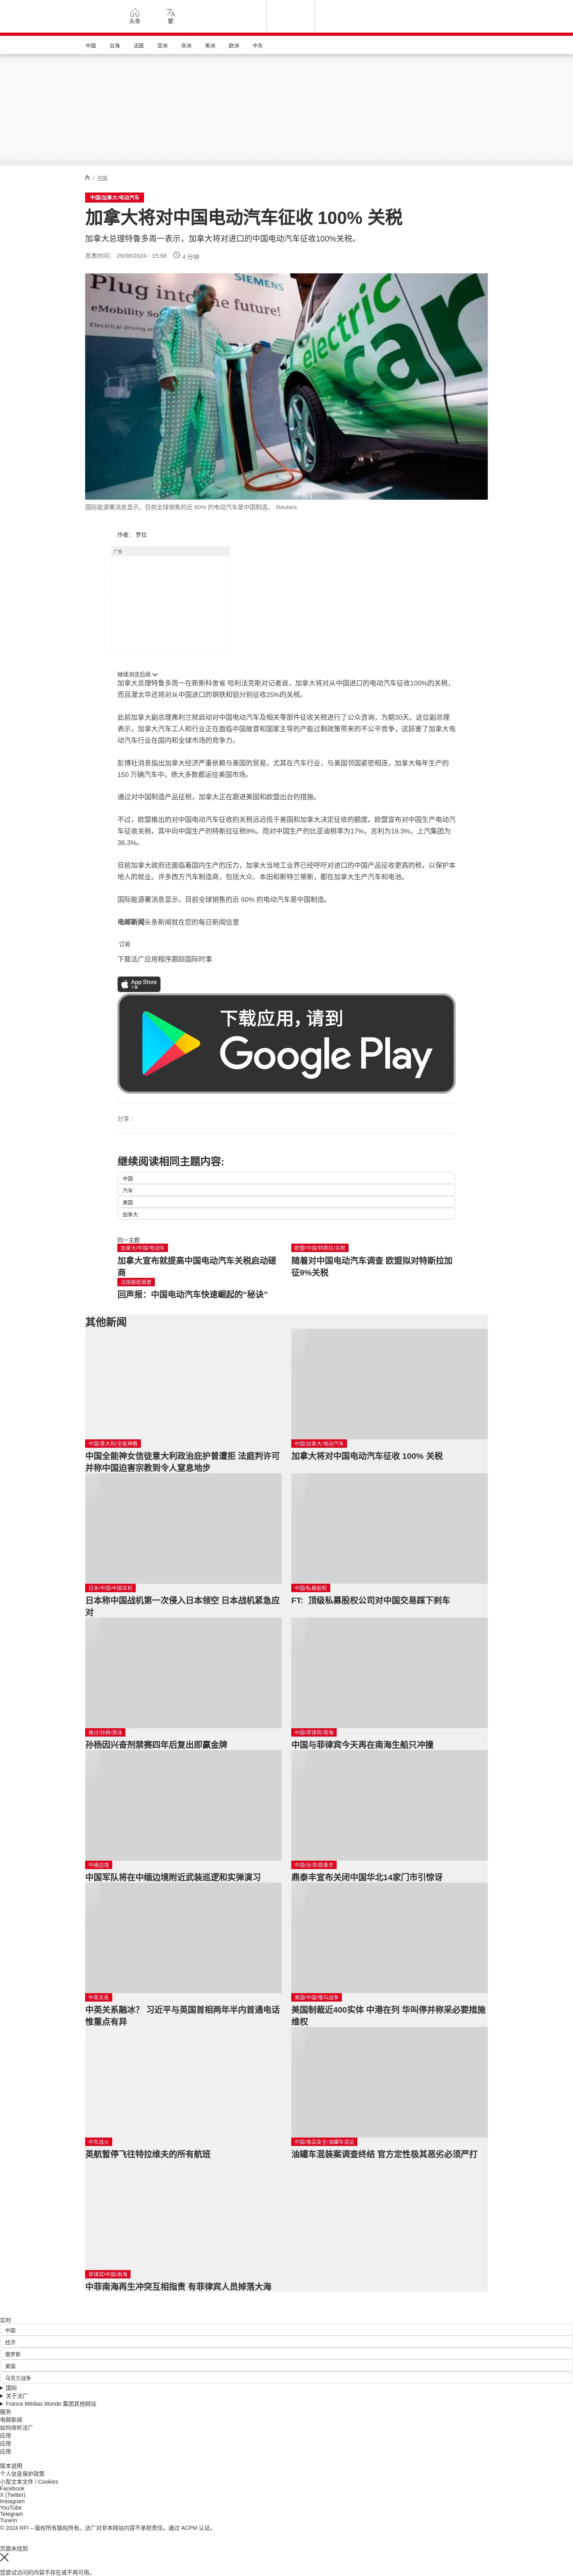 头条
繁
中国
台海
法国
亚洲
非洲
美洲
欧洲
中东
/ 中国
中国/加拿大/电动汽车
加拿大将对中国电动汽车征收 100% 关税
加拿大总理特鲁多周一表示，加拿大将对进口的中国电动汽车征收100%关税。
发表时间： 26/08/2024 - 15:58
4 分钟
Plug into the future!
eMobility Sol
Driving
electric
car
国际能源署消息显示，目前全球销售的近 60% 的电动汽车是中国制造。 Reuters
作者： 罗拉
广告
继续浏览后续
加拿大总理特鲁多周一在新斯科舍省 哈利法克斯对记者说，加拿大将对从中国进口的电动汽车征收100%的关税，
而且渥太华还将对从中国进口的钢铁和铝分别征收25%的关税。
此前加拿大副总理弗利兰就启动对中国电动汽车及相关零部件征收关税进行了公众咨询，为期30天。这位副总理
表示，加拿大汽车工人和行业正在面临中国故意和国家主导的产能过剩政策带来的不公平竞争，这损害了加拿大电
动汽车行业在国内和全球市场的竞争力。
彭博社消息指出加拿大经济严重依赖与美国的贸易，尤其在汽车行业，与美国邻国紧密相连，加拿大每年生产的
150 万辆汽车中，绝大多数都运往美国市场。
通过对中国制造产品征税，加拿大正在跟进美国和欧盟出台的措施。
不过，欧盟推出的对中国电动汽车征收的关税远远低于美国和加拿大决定征收的额度。欧盟宣布对中国生产电动汽
车征收关税，其中向中国生产的特斯拉征税9%。而对中国生产的比亚迪税率为17%，吉利为19.3%，上汽集团为
36.3%。
目前加拿大政府还面临着国内生产的压力，加拿大当地工业界已经呼吁对进口的中国产品征收更高的税，以保护本
地人的就业。许多西方汽车制造商，包括大众、本田和斯特兰蒂斯，都在加拿大生产汽车和电池。
国际能源署消息显示，目前全球销售的近 60% 的电动汽车是中国制造。
电邮新闻头条新闻就在您的每日新闻信里
订阅
下载法广应用程序跟踪国际时事
App Store
下载
下载应用，请到
Google Play
分享 :
继续阅读相同主题内容:
中国
汽车
美国
加拿大
同一主题
加拿大/中国/电动车
加拿大宣布就提高中国电动汽车关税启动磋
商
欧盟/中国/特斯拉/关税
随着对中国电动汽车调查 欧盟拟对特斯拉加
征9%关税
法国报纸摘要
回声报：中国电动汽车快速崛起的“秘诀”
其他新闻
中国/意大利/全能神教
中国全能神女信徒意大利政治庇护曾遭拒 法庭判许可
并称中国迫害宗教到令人窒息地步
中国/加拿大/电动汽车
加拿大将对中国电动汽车征收 100% 关税
日本/中国/中国军机
日本称中国战机第一次侵入日本领空 日本战机紧急应
对
中国/私募股权
FT: 顶级私募股权公司对中国交易踩下刹车
做过/孙杨/游泳
孙杨因兴奋剂禁赛四年后复出即赢金牌
中国/菲律宾/南海
中国与菲律宾今天再在南海生船只冲撞
中缅边境
中国军队将在中缅边境附近武装巡逻和实弹演习
中国/台湾/鼎泰丰
鼎泰丰宣布关闭中国华北14家门市引惊讶
中英关系
中英关系融冰？ 习近平与英国首相两年半内首通电话
惟重点有异
美国/中国/俄乌战争
美国制裁近400实体 中港在列 华叫停并称采必要措施
维权
中东战火
英航暂停飞往特拉维夫的所有航班
中国/食品安全/油罐车混运
油罐车混装案调查终结 官方定性极其恶劣必须严打
菲律宾/中国/南海
中菲南海再生冲突互相指责 有菲律宾人员掉落大海
实时
中国
经济
俄罗斯
美国
乌克兰战争
国际
关于法广
France Médias Monde 集团其他网站
服务
电邮新闻
如何收听法广
应用
应用
应用
版本说明
个人信息保护政策
小型文本文件 / Cookies
Facebook
X (Twitter)
Instagram
YouTube
Telegram
TuneIn
© 2024 RFI – 版权所有版权所有。法广对非本网站内容不承担责任。通过 ACPM 认证。
页面未找到
您尝试访问的内容不存在或不再可用。